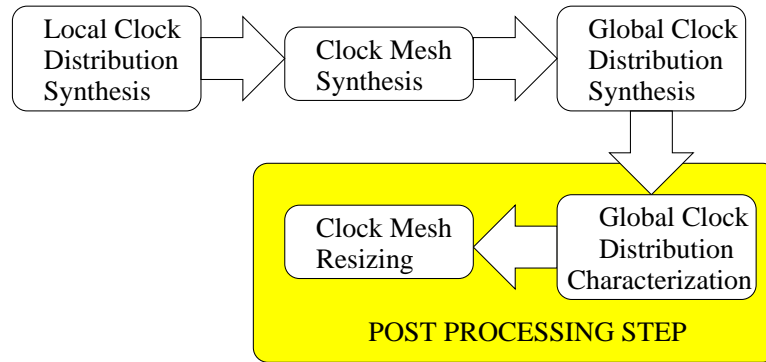 Local Clock
Distribution
Synthesis
Clock Mesh
Synthesis
Global Clock
Distribution
Synthesis
Global Clock
Distribution
Characterization
Clock Mesh
Resizing
POST PROCESSING STEP